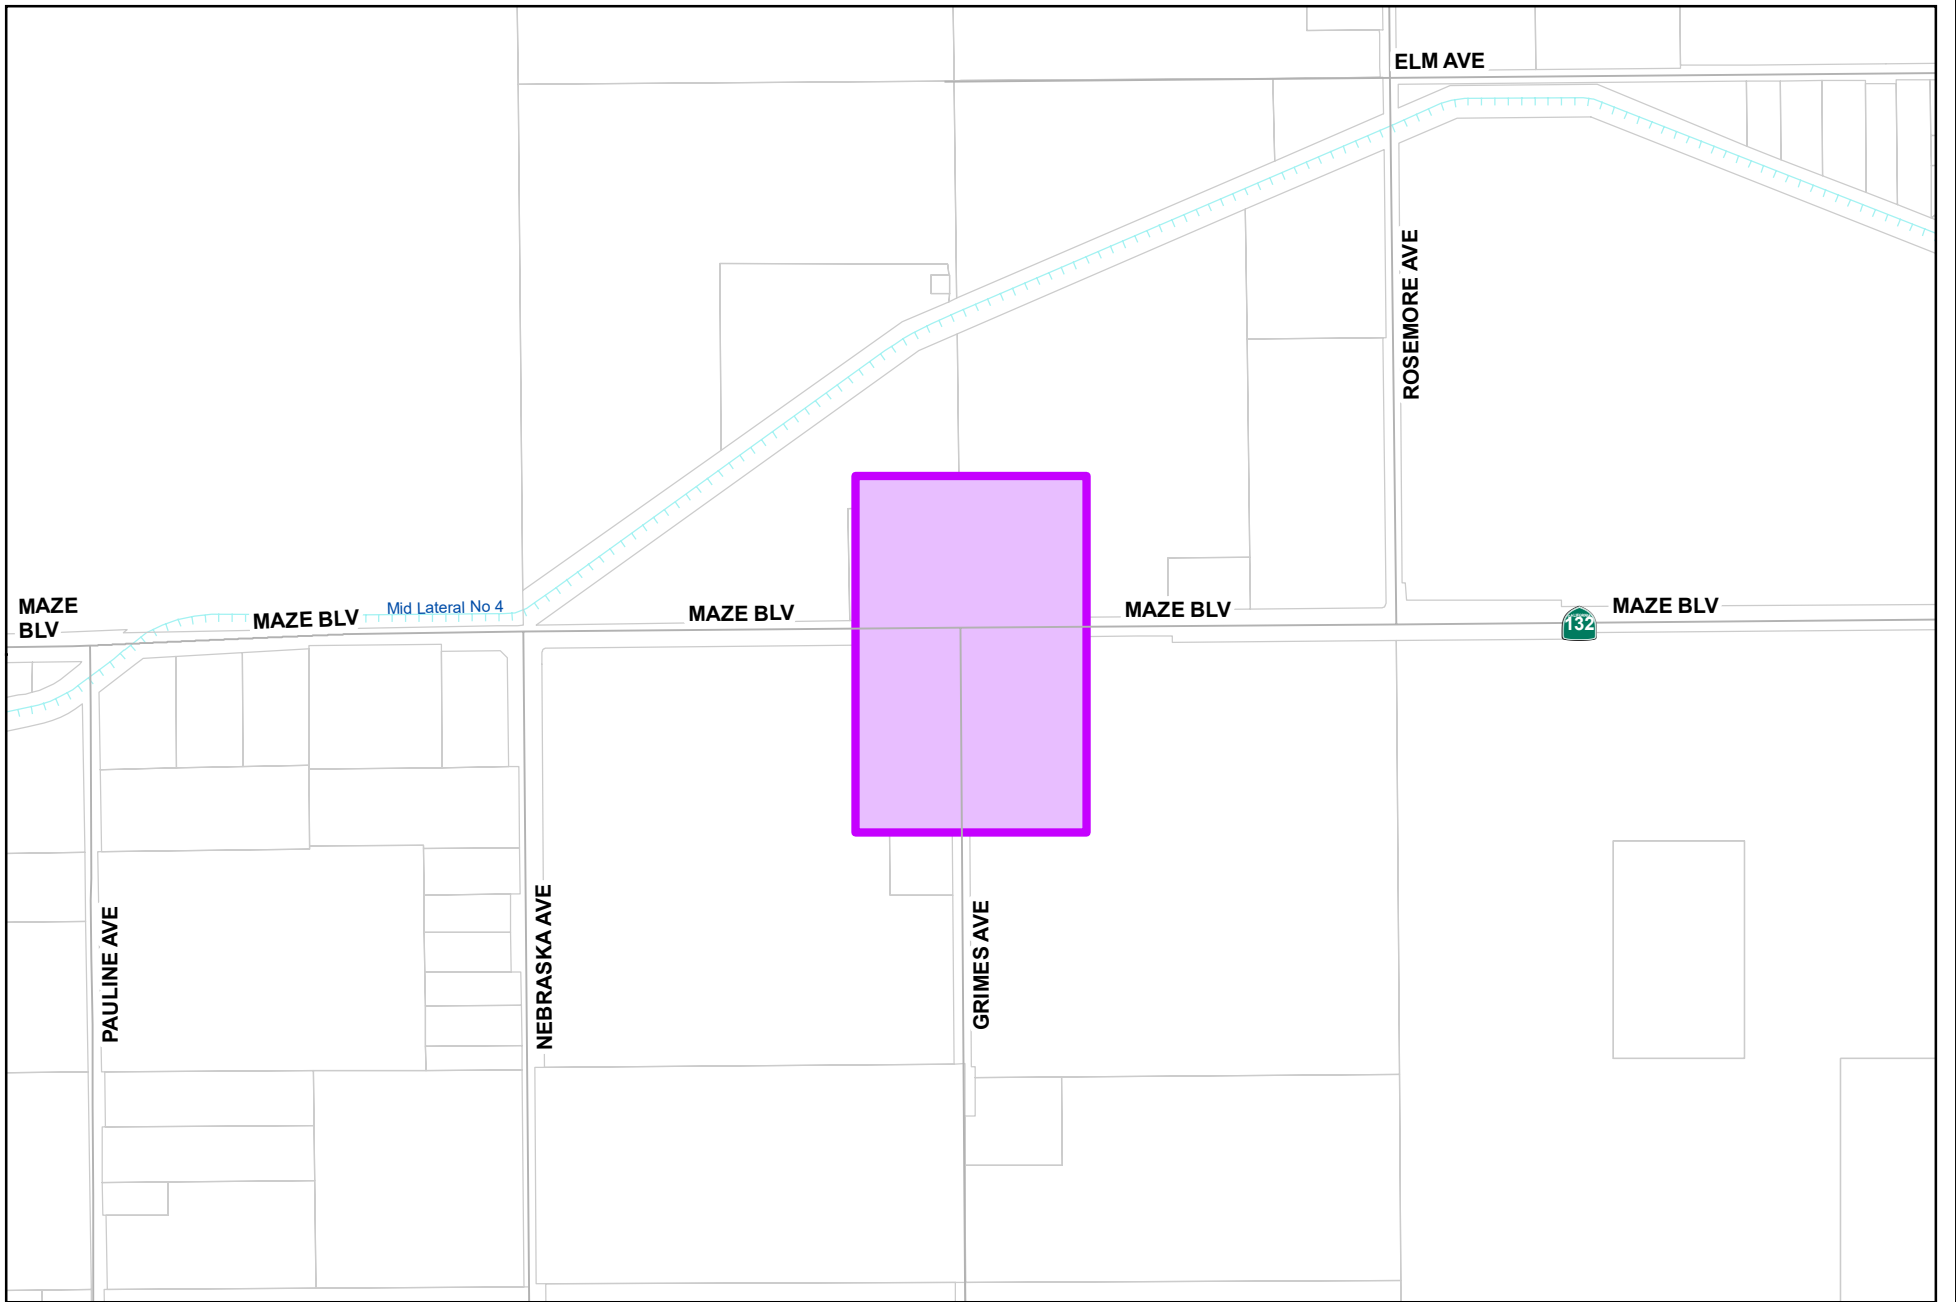 ELM AVE
ROSEMORE AVE
MAZE
BLV
MAZE BLV
Mid Lateral No 4
MAZE BLV
MAZE BLV
132
MAZE BLV
PAULINE AVE
NEBRASKA AVE
GRIMES AVE